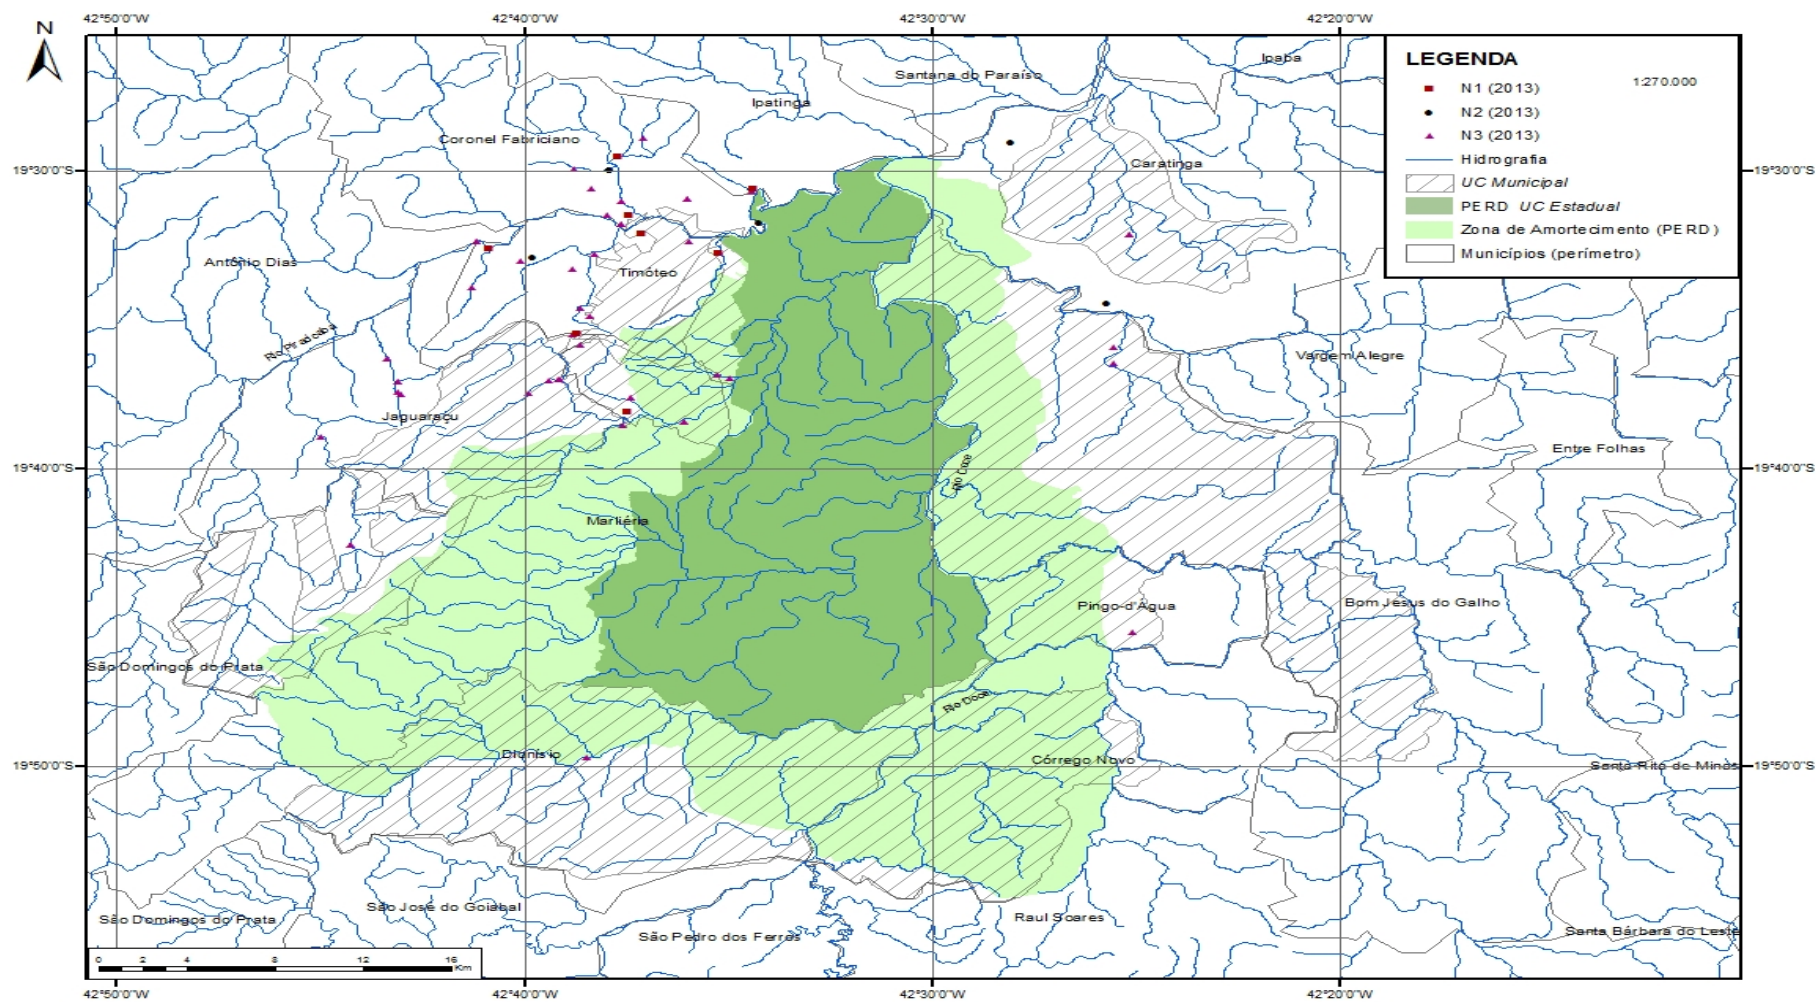 42°50'0"W 42°40'0"W 42°30'0"W 42°20'0"W
N
LEGENDA
1:270.000
N1 (2013)
N2 (2013)
N3 (2013)
Hidrografia
UC Municipal
PERD UC Estadual
Zona de Amortecimento (PERD)
Municípios (perímetro)
Ipaba
Santana do Paraíso
Ipatinga
Coronel Fabriciano
Caratinga
19°30'0"S 19°30'0"S
Antônio Dias
Timóteo
Rio Piracicaba
Vargem Alegre
Jaguaraçu
Entre Folhas
19°40'0"S 19°40'0"S
Rio Doce
Marliéria
Pingo-d'Água
Bom Jesus do Galho
São Domingos do Prata
Rio Doce
Dionísio
Córrego Novo
19°50'0"S 19°50'0"S
Santa Rita de Minas
São José do Goiabal
São Domingos do Prata
Raul Soares
São Pedro dos Ferros
Santa Bárbara do Leste
0 2 4 8 12 16
Km
42°50'0"W 42°40'0"W 42°30'0"W 42°20'0"W